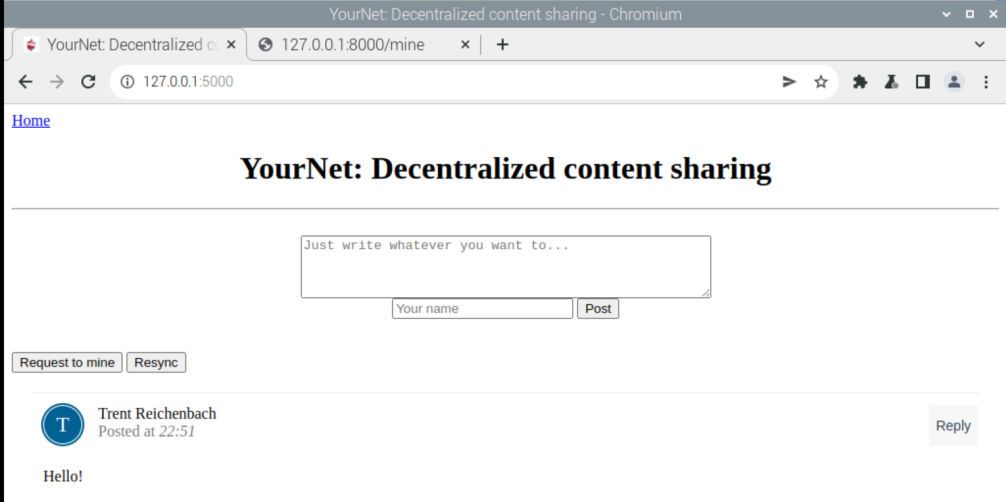 YourNet: Decentralized content sharing - Chromium
YourNet: Decentralized cc 127.0.0.1:8000/mine
127.0.0.1:5000
Home
YourNet: Decentralized content sharing
Just write whatever you want to...
Your name Post
Request to mine Resync
T
Trent Reichenbach
Posted at 22:51
Reply
Hello!